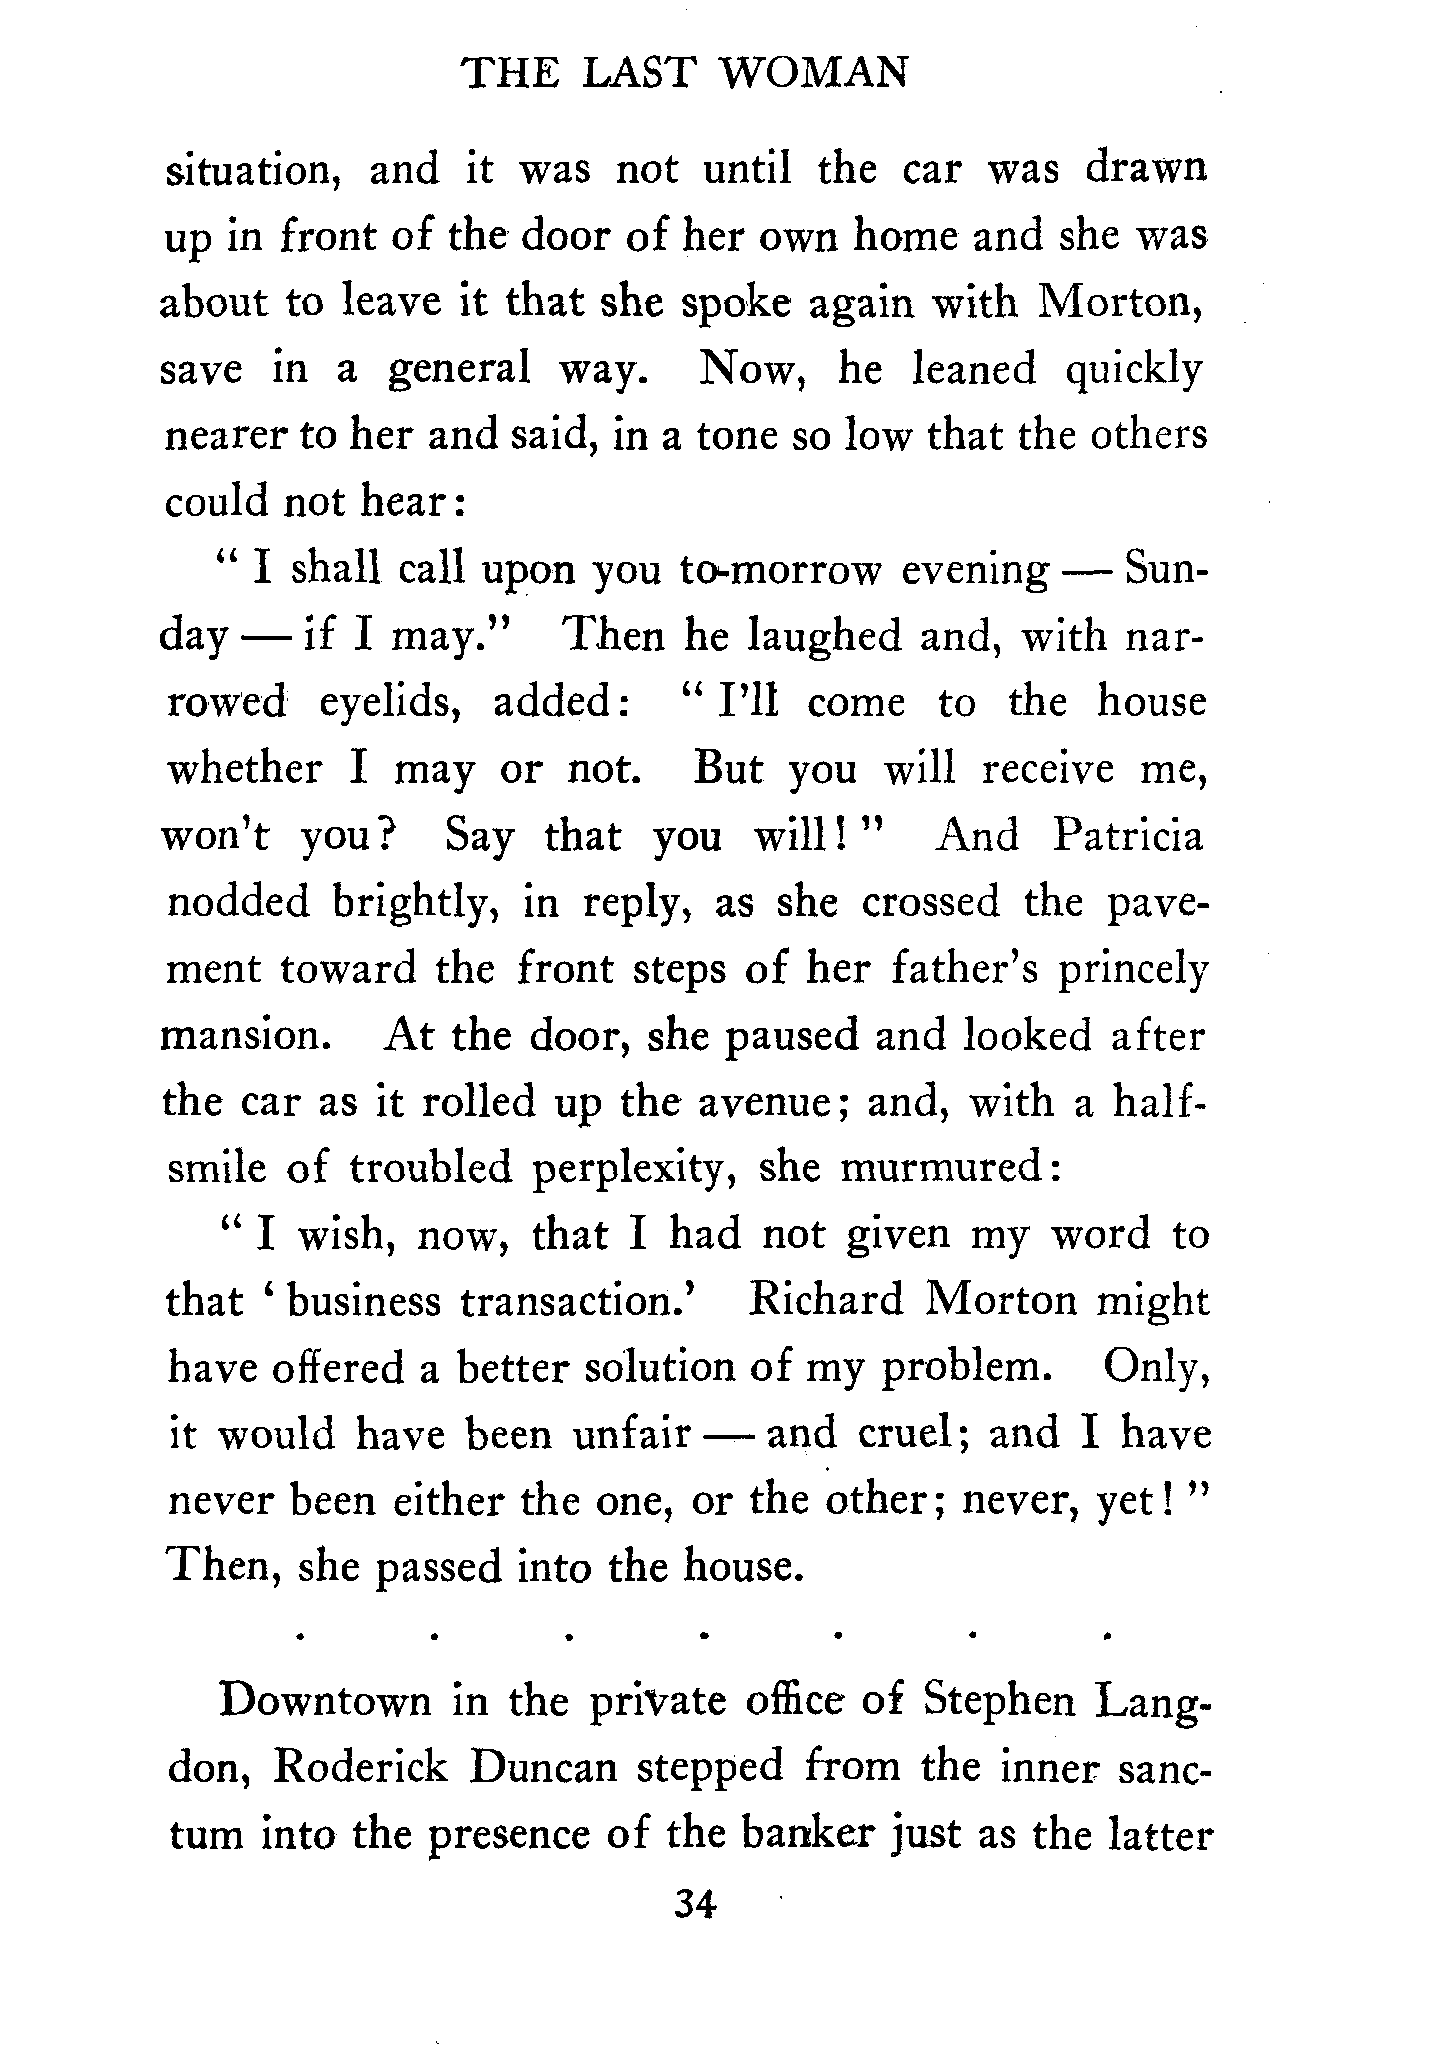 THE LAST WOMAN
situation, and it was not until the car was drawn
up in front of the door of her own home and she was
about to leave it that she spoke again with Morton,
save in a general way. Now, he leaned quickly
nearer to her and said, in a tone so low that the others
could not hear:
“ I shall call upon you to-morrow evening — Sun-
day — if I may.” Then he laughed and, with nar-
rowed eyelids, added: “ I’ll come to the house
whether I may or not. But you will receive me,
won’t you? Say that you will! ” And Patricia
nodded brightly, in reply, as she crossed the pave-
ment toward the front steps of her father’s princely
mansion. At the door, she paused and looked after
the car as it rolled up the avenue; and, with a half-
smile of troubled perplexity, she murmured:
“ I wish, now, that I had not given my word to
that ‘ business transaction.’ Richard Morton might
have offered a better solution of my problem. Only,
it would have been unfair — and cruel; and I have
never been either the one, or the other; never, yet! ”
Then, she passed into the house.
. . . . . . .
Downtown in the private office of Stephen Lang-
don, Roderick Duncan stepped from the inner sanc-
tum into the presence of the banker just as the latter
34